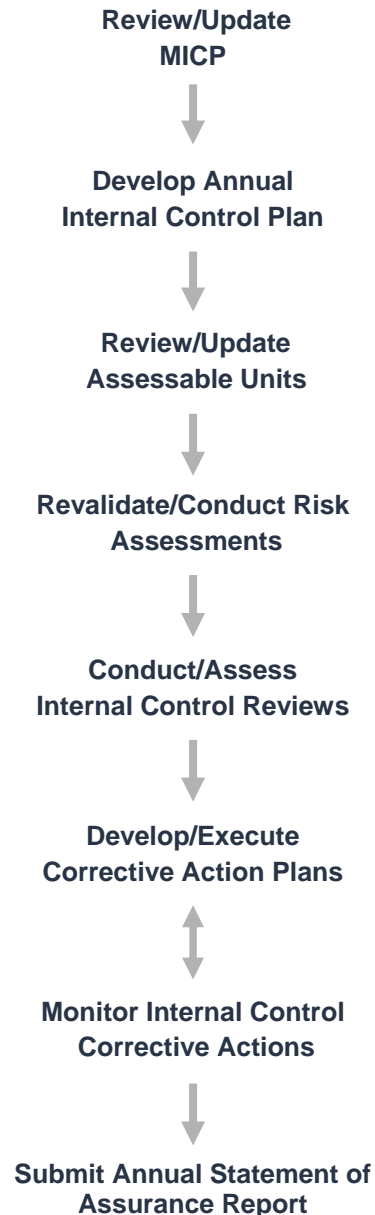 Review/Update
MICP
Develop Annual
Internal Control Plan
Review/Update
Assessable Units
Revalidate/Conduct Risk
Assessments
Conduct/Assess
Internal Control Reviews
Develop/Execute
Corrective Action Plans
Monitor Internal Control
Corrective Actions
Submit Annual Statement of
Assurance Report